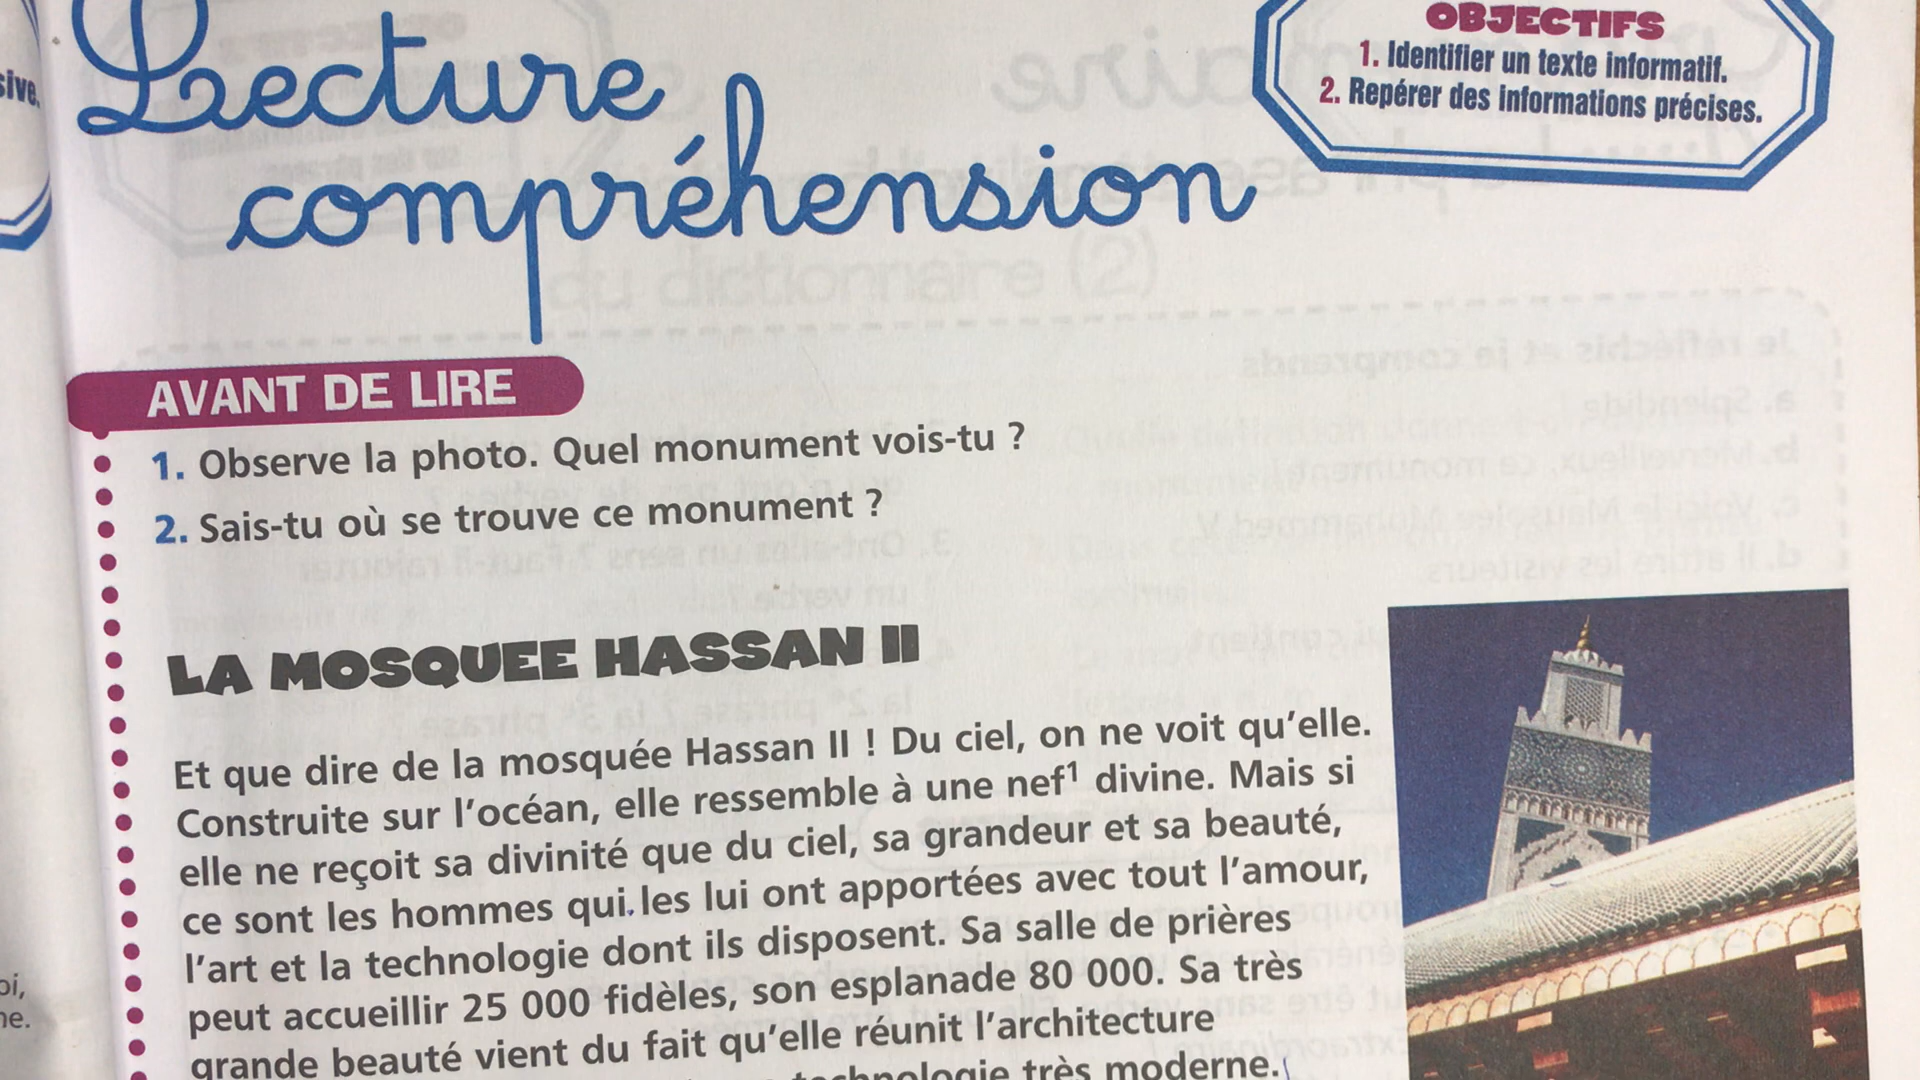 sive.
Lecture
compréhension
OBJECTIFS
1. Identifier un texte informatif.
2. Repérer des informations précises.
AVANT DE LIRE
1. Observe la photo. Quel monument vois-tu ?
2. Sais-tu où se trouve ce monument ?
LA MOSQUEE HASSAN II
Et que dire de la mosquée Hassan II ! Du ciel, on ne voit qu'elle.
Construite sur l'océan, elle ressemble à une nef¹ divine. Mais si
elle ne reçoit sa divinité que du ciel, sa grandeur et sa beauté,
ce sont les hommes qui les lui ont apportées avec tout l'amour,
l'art et la technologie dont ils disposent. Sa salle de prières
peut accueillir 25 000 fidèles, son esplanade 80 000. Sa très
grande beauté vient du fait qu'elle réunit l'architecture
technologie très moderne.
oi,
ne.